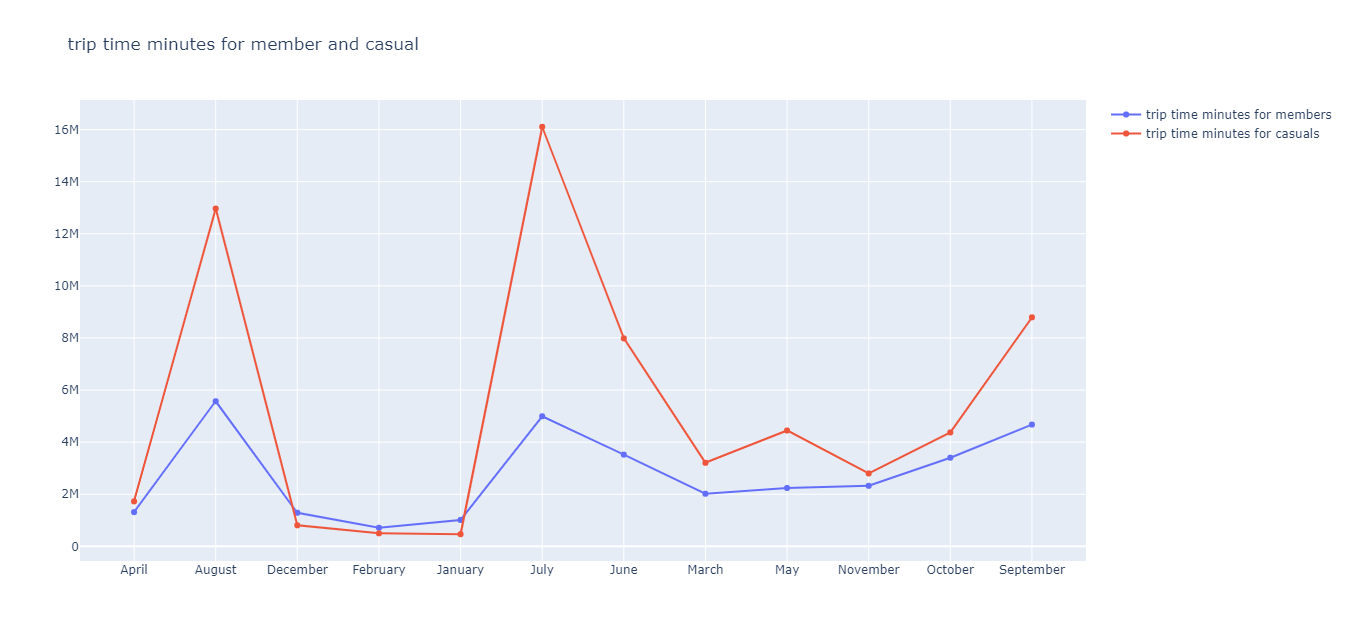 trip time minutes for member and casual
trip time minutes for members
trip time minutes for casuals
16M
14M
12M
10M
8M
6M
4M
2M
0
April August December February January July June March May November October September